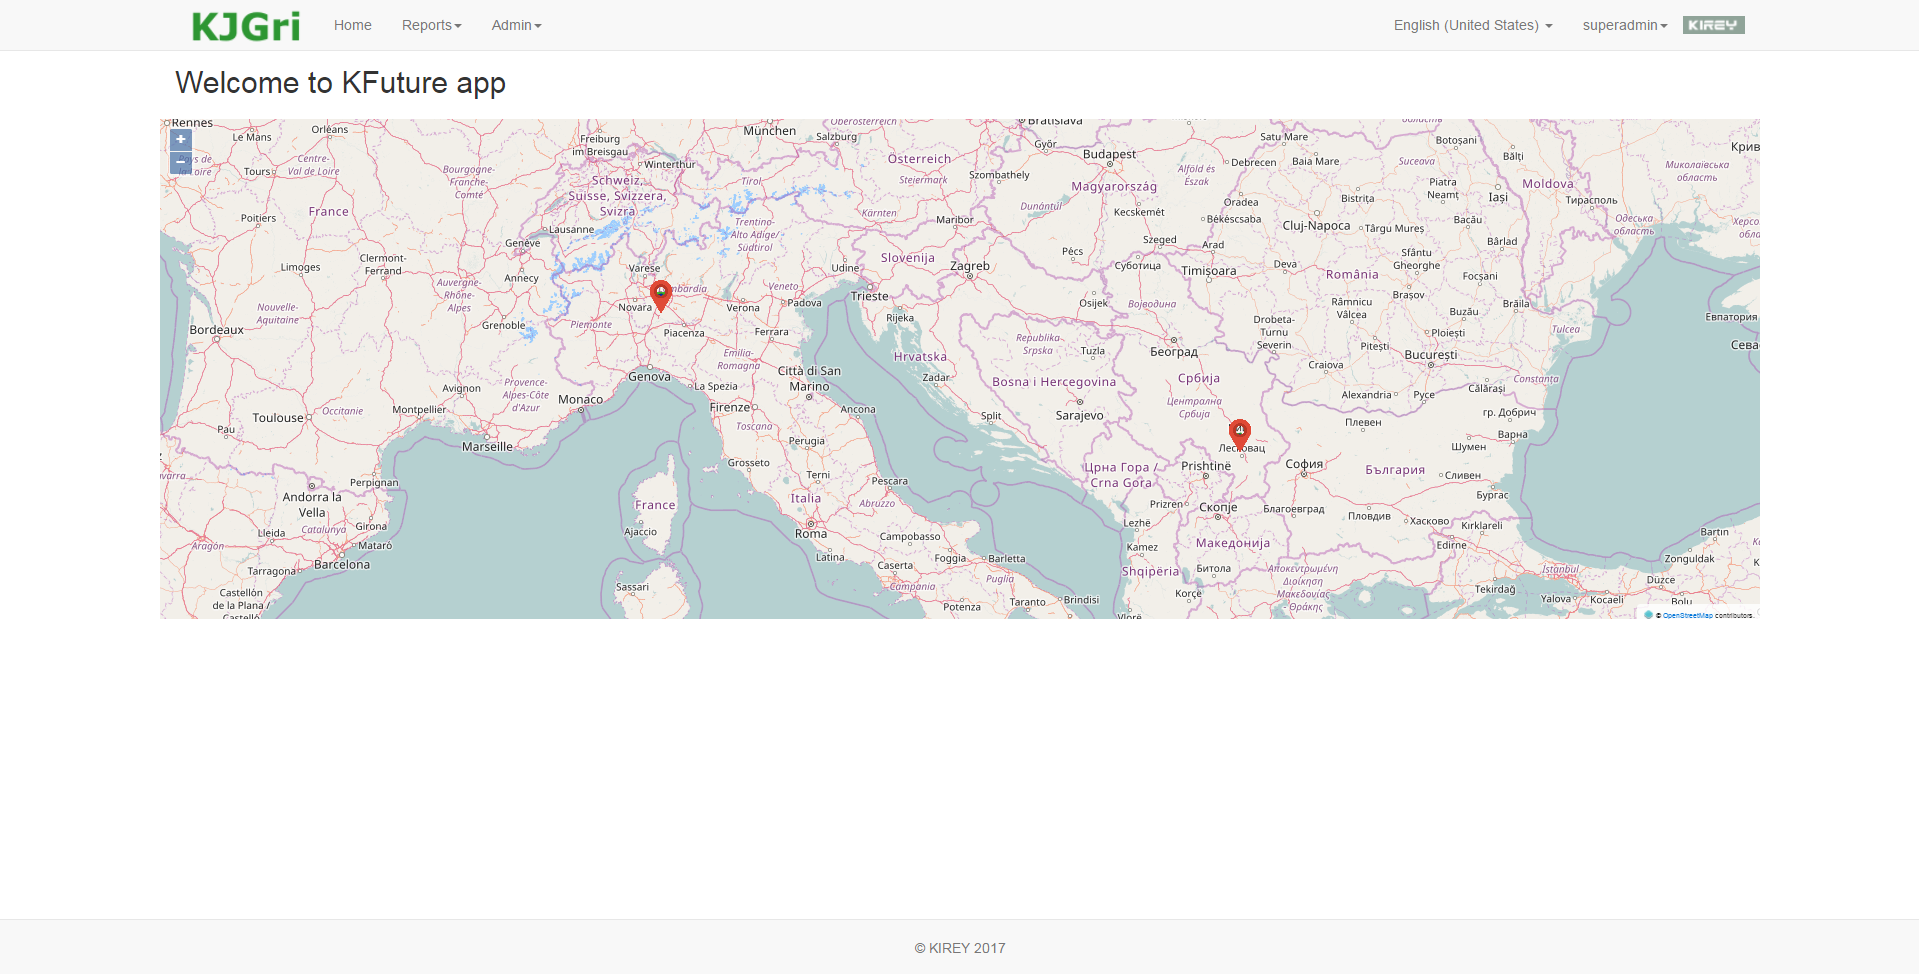 KJGri Home Reports Admin English (United States) superadmin KIREY
Welcome to KFuture app
+
−
Rennes
Le Mans
Orléans
Pays de la Loire
Tours
Centre-
Val de Loire
Bourgogne-
Franche-
Comté
Freiburg
im Breisgau
Winterthur
München
Salzburg
Oberösterreich
Österreich
Steiermark
Bratislava
Győr
Budapest
Szombathely
Magyarország
Alföld és
Észak
Satu Mare
Debrecen
Baia Mare
Suceava
Botoșani
Bălți
Крив
Миколаївська
область
Poitiers
France
Schweiz,
Suisse, Svizzera,
Svizra
Lausanne
Genève
Tirol
Trentino-
Alto Adige/
Südtirol
Kärnten
Maribor
Dunántúl
Kecskemét
Oradea
Békéscsaba
Cluj-Napoca
Bistrița
Târgu Mureș
Piatra
Neamț
Iași
Bacău
Moldova
Тирасполь
Одеська
область
Херсо
обла
Limoges
Clermont-
Ferrand
Annecy
Varese
Udine
Slovenija
Zagreb
Pécs
Szeged
Суботица
Arad
Timișoara
Deva
Sfântu
Gheorghe
Bârlad
România
Focșani
Nouvelle-
Aquitaine
Auvergne-
Rhône-
Alpes
Novara
Veneto
Verona
Padova
Trieste
Rijeka
Osijek
Војводина
Brașov
Râmnicu
Vâlcea
Buzău
Brăila
Bordeaux
Grenoble
Piemonte
Piacenza
Ferrara
Emilia-
Romagna
Hrvatska
Republika
Srpska
Tuzla
Београд
Drobeta-
Turnu
Severin
Pitești
Ploiești
București
Tulcea
Евпатория
Сева
Città di San
Marino
Zadar
Bosna i Hercegovina
Србија
Craiova
Călărași
Constanța
Avignon
Provence-
Alpes-Côte
d'Azur
Monaco
Genova
La Spezia
Firenze
Toscana
Ancona
Split
Sarajevo
Централна
Србија
Alexandria
Русе
гр. Добрич
Toulouse
Occitanie
Montpellier
Pau
Marseille
Perugia
Плевен
Шумен
Варна
Лесковац
Grosseto
Terni
Pescara
Црна Гора /
Crna Gora
Prishtinë
София
България
Сливен
Бургас
Perpignan
Andorra la
Vella
Catalunya
Girona
France
Italia
Abruzzo
Prizren
Скопје
Благоевград
Пловдив
Хасково
Kırklareli
Lleida
Mataró
Aragón
Barcelona
Tarragona
Ajaccio
Roma
Latina
Campobasso
Foggia
Barletta
Lezhë
Kamez
Македонија
Edirne
Bartın
Zonguldak
Castellón
de la Plana /
Castelló
Sassari
Caserta
Campania
Potenza
Puglia
Taranto
Brindisi
Shqipëria
Битола
Korçë
Vlorë
Αποκεντρωμένη
Διοίκηση
Μακεδονίας
Θράκης
İstanbul
Tekirdağ
Yalova
Kocaeli
Düzce
Bolu
© OpenStreetMap contributors.
© KIREY 2017